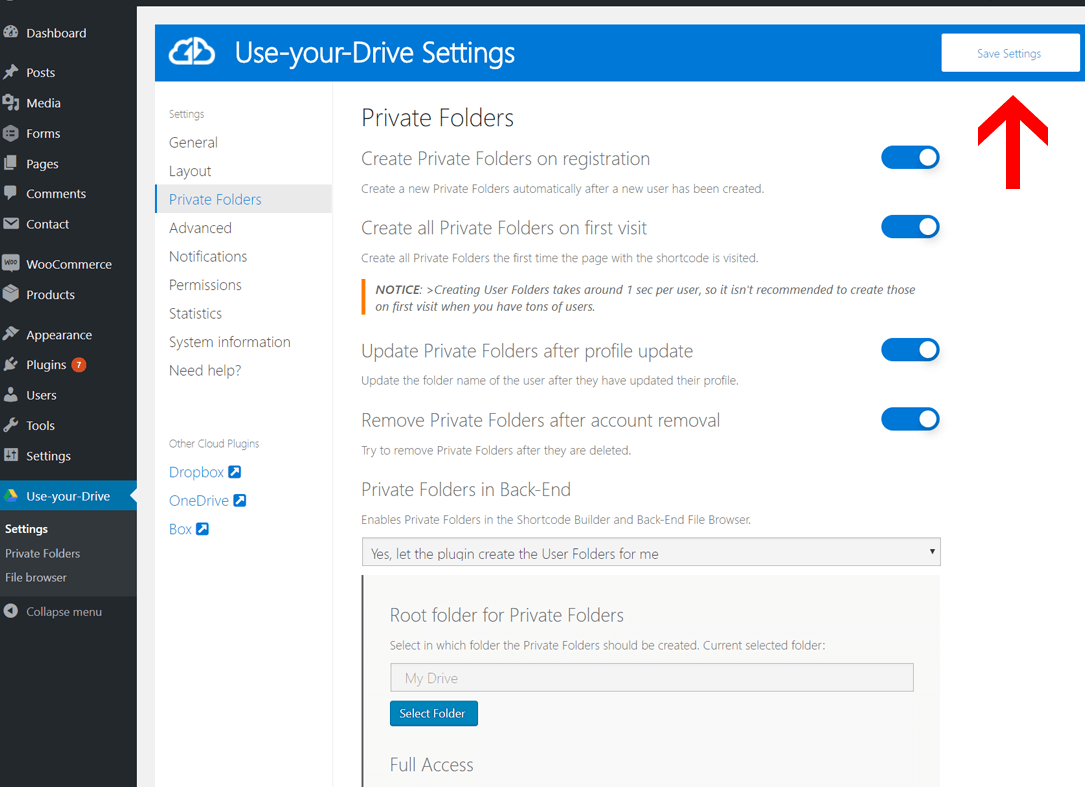 Dashboard
Posts
Media
Forms
Pages
Comments
Contact
WOO WooCommerce
Products
Appearance
Plugins 7
Users
Tools
Settings
Use-your-Drive
Settings
Private Folders
File browser
Collapse menu
Use-your-Drive Settings
Save Settings
Settings
General
Layout
Private Folders
Advanced
Notifications
Permissions
Statistics
System information
Need help?
Other Cloud Plugins
Dropbox
OneDrive
Box
Private Folders
Create Private Folders on registration
Create a new Private Folders automatically after a new user has been created.
Create all Private Folders on first visit
Create all Private Folders the first time the page with the shortcode is visited.
NOTICE: >Creating User Folders takes around 1 sec per user, so it isn't recommended to create those
on first visit when you have tons of users.
Update Private Folders after profile update
Update the folder name of the user after they have updated their profile.
Remove Private Folders after account removal
Try to remove Private Folders after they are deleted.
Private Folders in Back-End
Enables Private Folders in the Shortcode Builder and Back-End File Browser.
Yes, let the plugin create the User Folders for me
Root folder for Private Folders
Select in which folder the Private Folders should be created. Current selected folder:
My Drive
Select Folder
Full Access